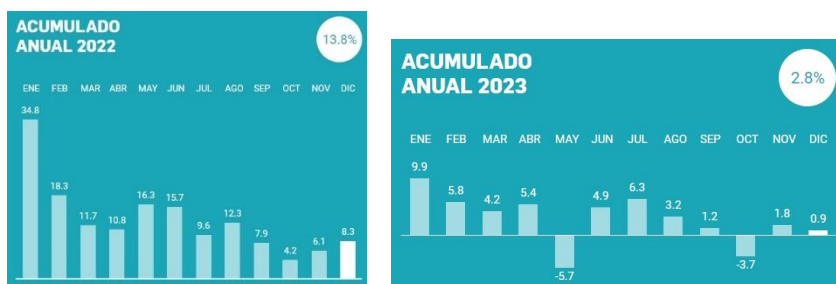 ACUMULADO
ANUAL 2022
13.8%
ENE FEB MAR ABR MAY JUN JUL AGO SEP OCT NOV DIC
34.8 18.3 11.7 10.8 16.3 15.7 9.6 12.3 7.9 4.2 6.1 8.3
ACUMULADO
ANUAL 2023
2.8%
ENE FEB MAR ABR MAY JUN JUL AGO SEP OCT NOV DIC
9.9 5.8 4.2 5.4 -5.7 4.9 6.3 3.2 1.2 -3.7 1.8 0.9